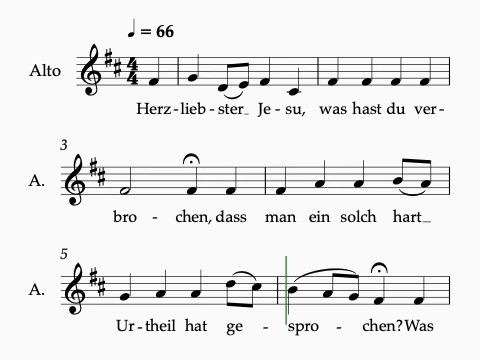 ♩ = 66
Alto
Herz - lieb - ster_ Je - su, was hast du ver-
3
A.
bro - chen, dass man ein solch hart_
5
A.
Ur - theil hat ge - spro - chen? Was